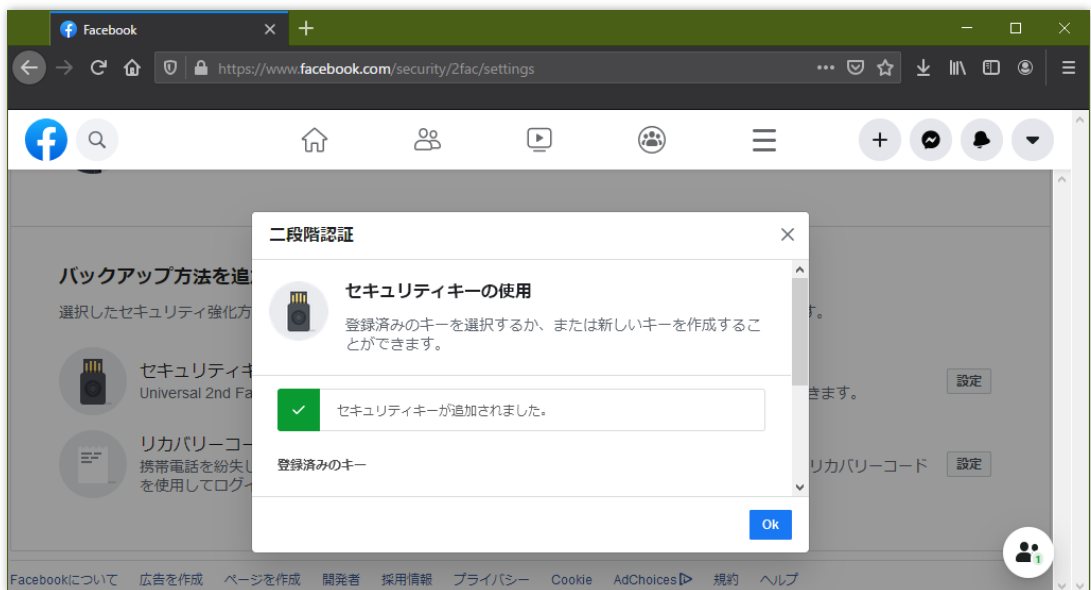 Facebook
https://www.facebook.com/security/2fac/settings
二段階認証
セキュリティキーの使用
登録済みのキーを選択するか、または新しいキーを作成するこ
とができます。
セキュリティキーが追加されました。
登録済みのキー
Ok
バックアップ方法を追
選択したセキュリティ強化方
す。
セキュリティキ
Universal 2nd Fa
きます。
設定
リカバリーコー
携帯電話を紛失し
リカバリーコード
を使用してログイ
設定
1
Facebookについて 広告を作成 ページを作成 開発者 採用情報 プライバシー Cookie AdChoices 規約 ヘルプ